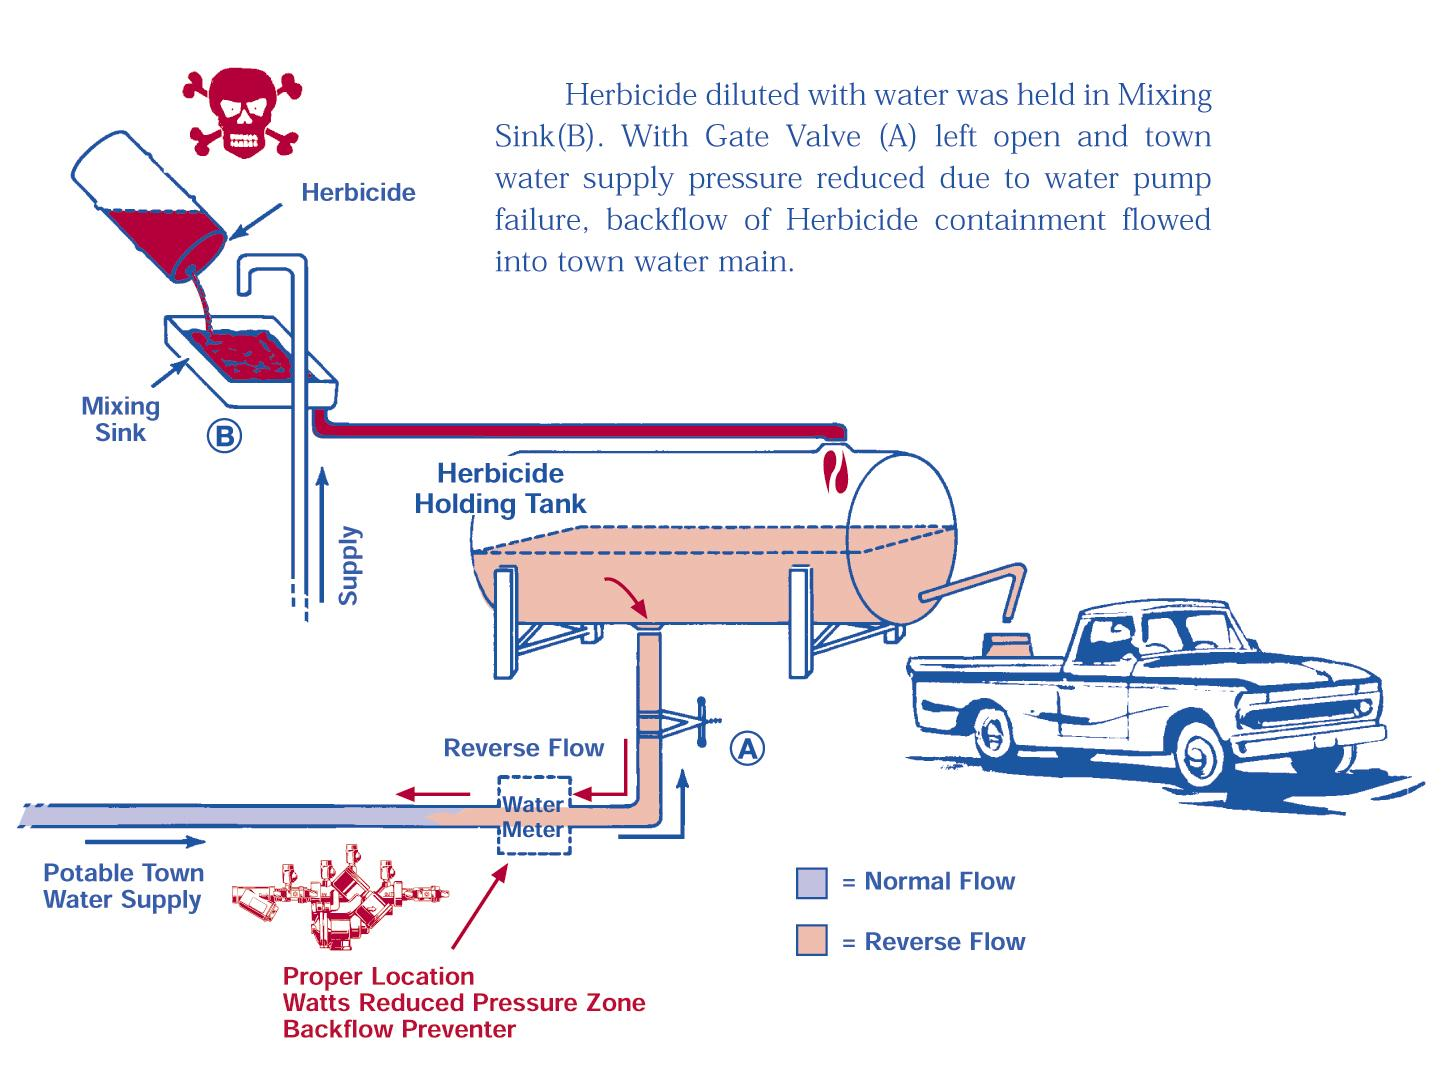 Herbicide diluted with water was held in Mixing
Sink(B). With Gate Valve (A) left open and town
water supply pressure reduced due to water pump
failure, backflow of Herbicide containment flowed
into town water main.
Herbicide
Mixing
Sink
B
Supply
Herbicide
Holding Tank
A
Reverse Flow
Water
Meter
Potable Town
Water Supply
Proper Location
Watts Reduced Pressure Zone
Backflow Preventer
= Normal Flow
= Reverse Flow